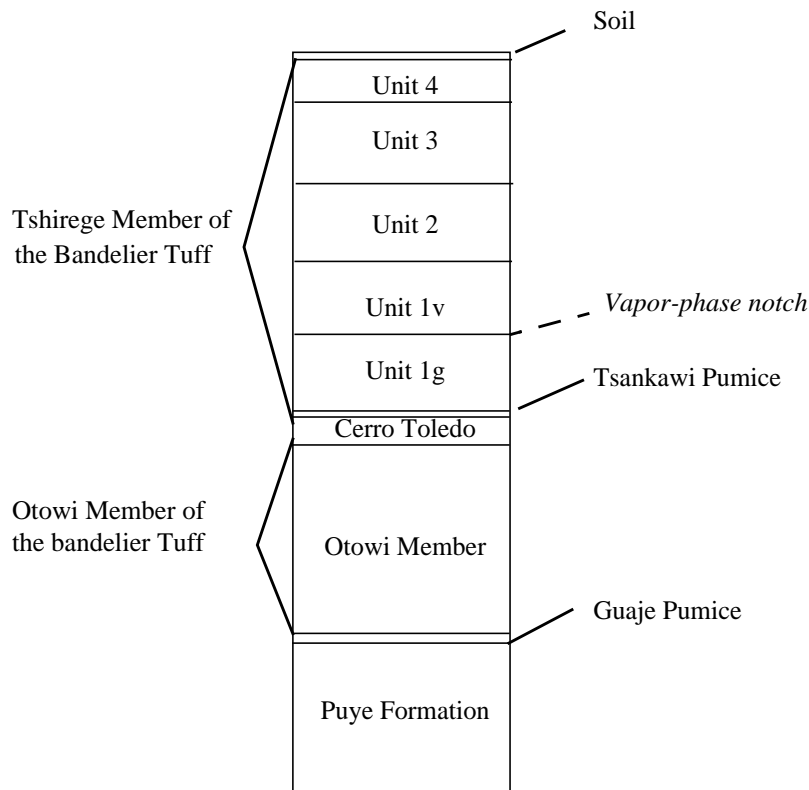 Soil
Unit 4
Unit 3
Tshirege Member of
the Bandelier Tuff
Unit 2
Unit 1v
Vapor-phase notch
Unit 1g
Tsankawi Pumice
Cerro Toledo
Otowi Member of
the bandelier Tuff
Otowi Member
Guaje Pumice
Puye Formation